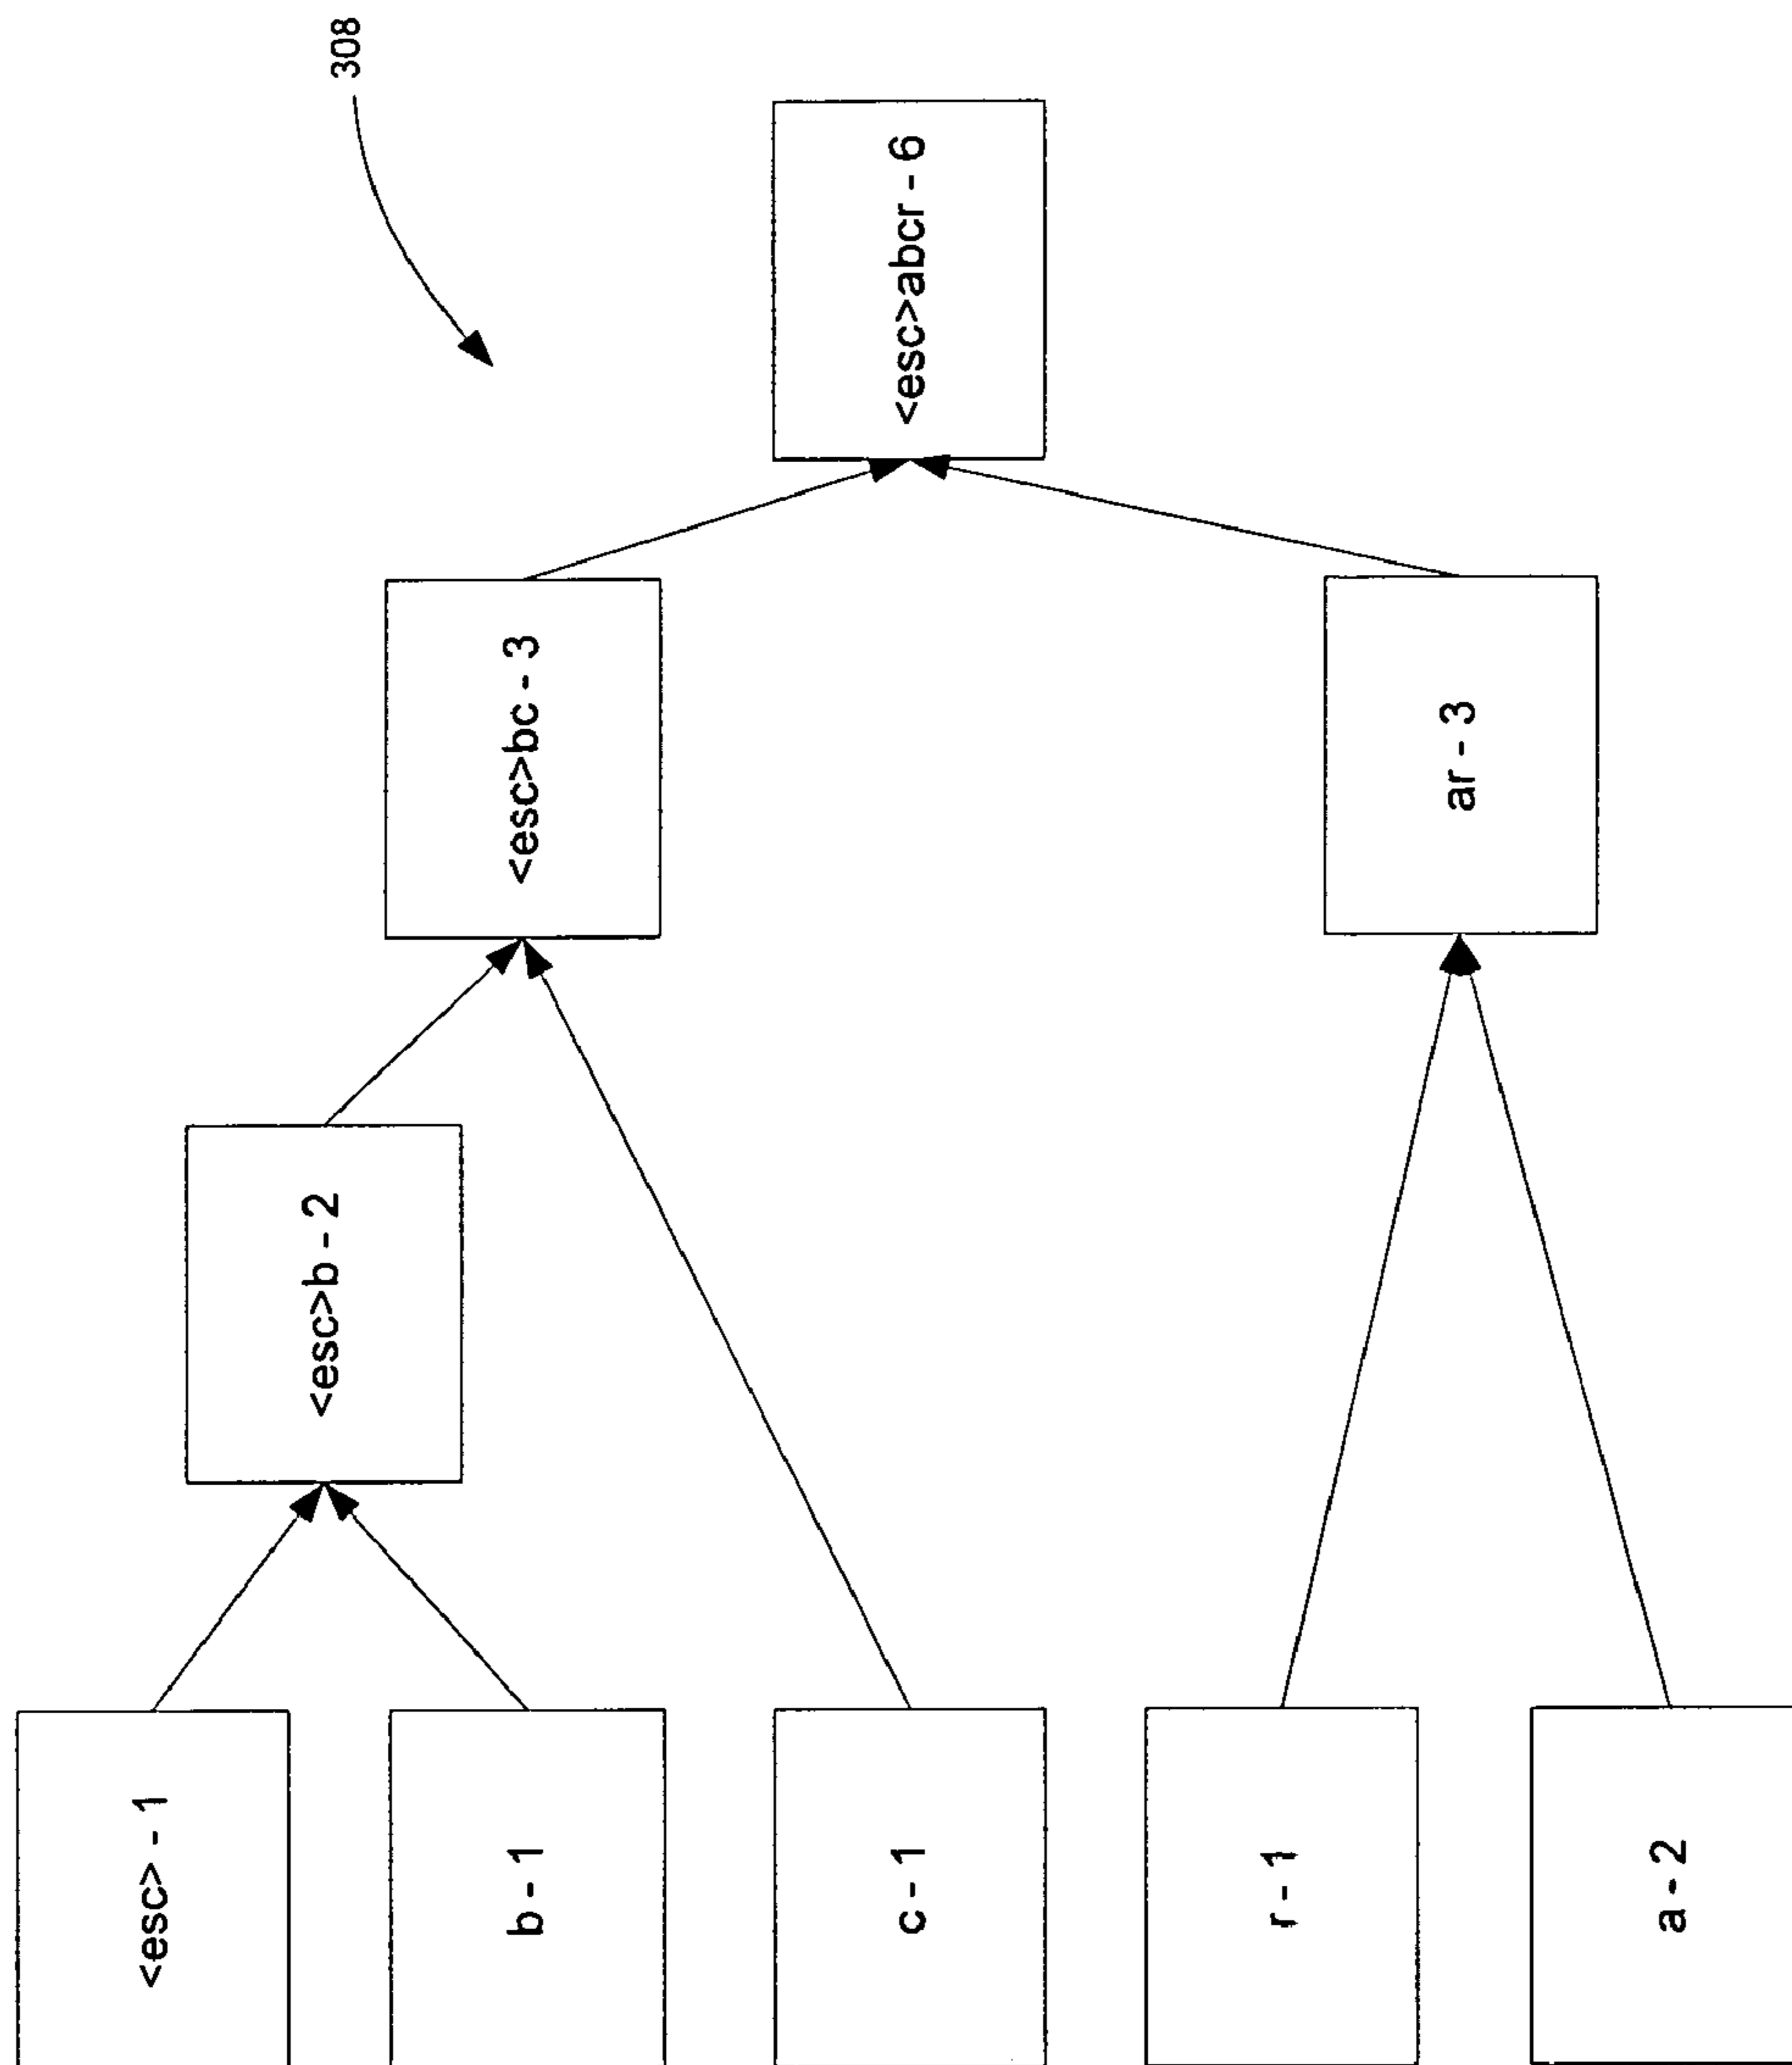 308
<esc>abcr - 6
<esc>bc - 3
ar - 3
<esc>b - 2
<esc> - 1
b - 1
c - 1
r - 1
a - 2